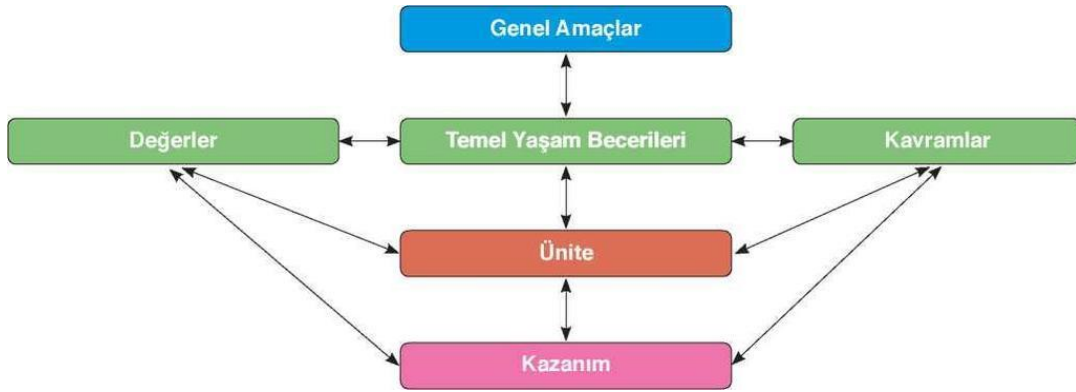 Genel Amaçlar
Değerler
Temel Yaşam Becerileri
Kavramlar
Ünite
Kazanım